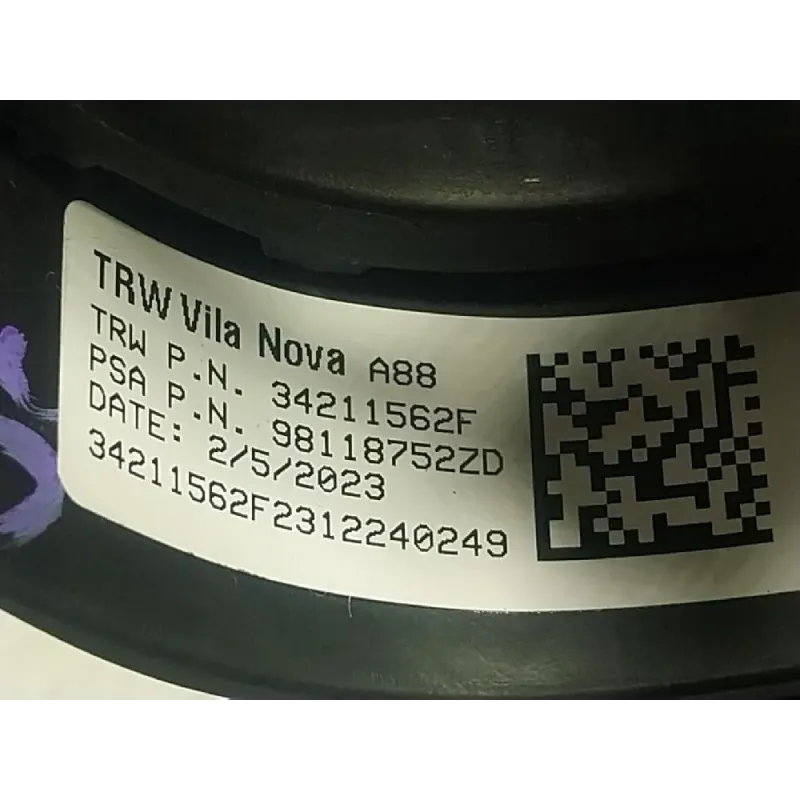 TRW Vila Nova A88
TRW P.N. 34211562F
PSA P.N. 98118752ZD
DATE: 2/5/2023
34211562F2312240249